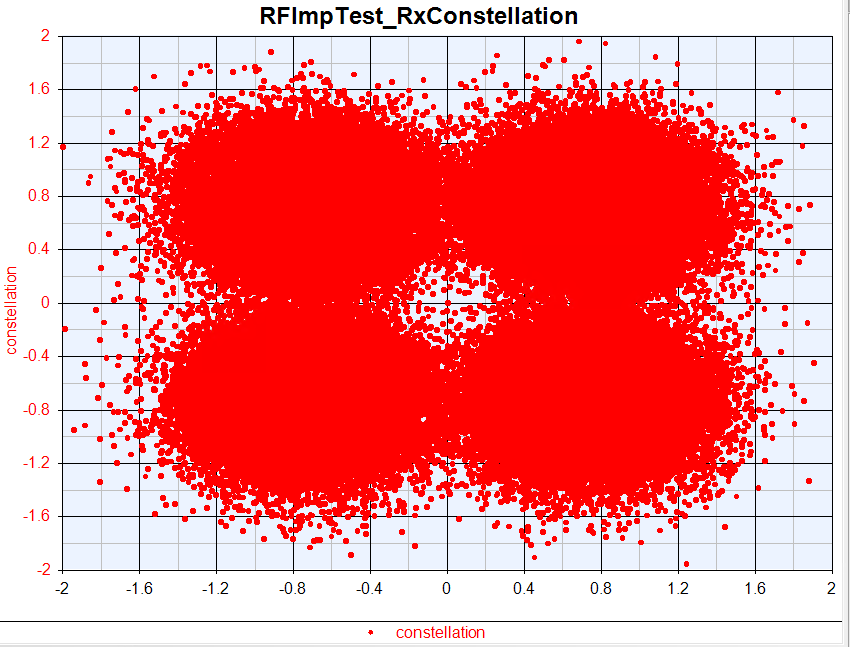 RFImpTest_RxConstellation
2
1.6
1.2
0.8
0.4
0
-0.4
-0.8
-1.2
-1.6
-2
constellation
-2 -1.6 -1.2 -0.8 -0.4 0 0.4 0.8 1.2 1.6 2
constellation